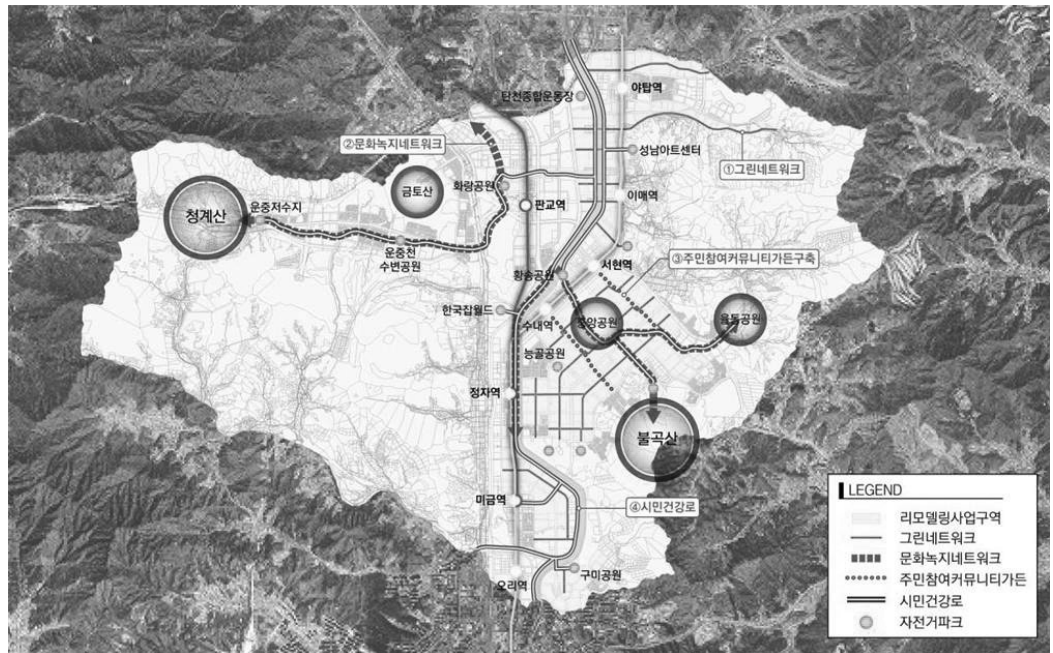 탄천종합운동장
야탑역
②문화녹지네트워크
성남아트센터
①그린네트워크
금토산
화랑공원
이매역
청계산
운중저수지
판교역
운중천
수변공원
황송공원
서현역
③주민참여커뮤니티가든구축
한국잡월드
수내역
중앙공원
율동공원
능골공원
정자역
불곡산
미금역
④시민건강로
오리역
구미공원
LEGEND
리모델링사업구역
그린네트워크
문화녹지네트워크
주민참여커뮤니티가든
시민건강로
자전거파크